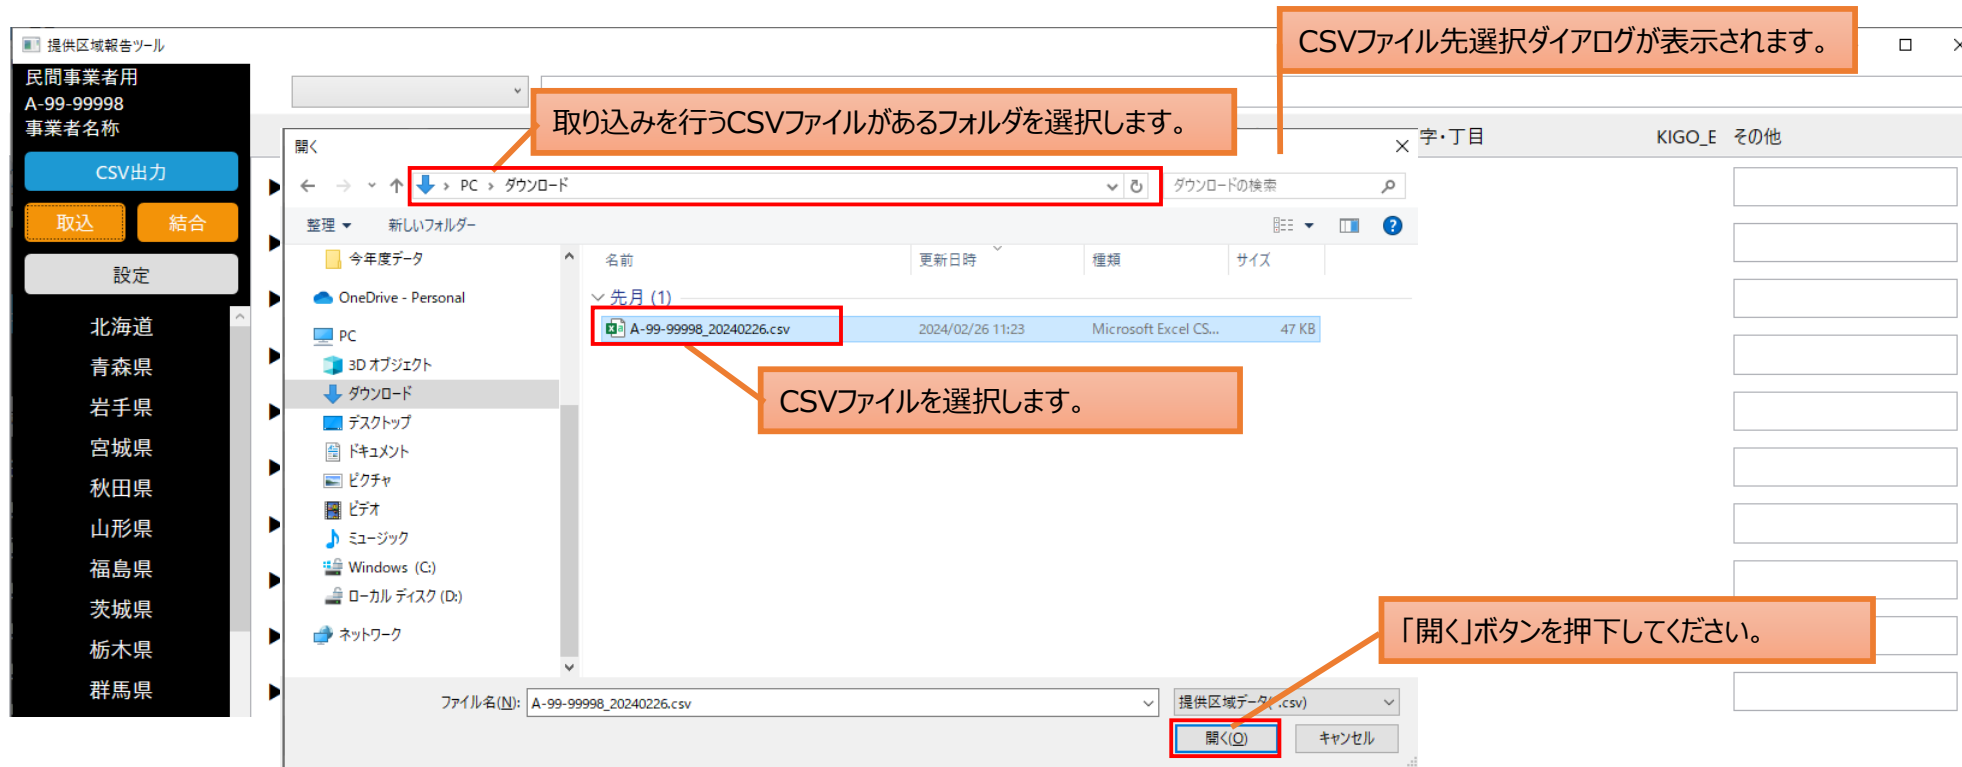 CSVファイル先選択ダイアログが表示されます。
提供区域報告ツール
民間事業者用
A-99-99998
事業者名称
取り込みを行うCSVファイルがあるフォルダを選択します。
字・丁目
KIGO_E
その他
CSV出力
取込
結合
設定
北海道
青森県
岩手県
宮城県
秋田県
山形県
福島県
茨城県
栃木県
群馬県
開く
PC › ダウンロード
ダウンロードの検索
整理
新しいフォルダー
今年度データ
OneDrive - Personal
PC
3D オブジェクト
ダウンロード
デスクトップ
ドキュメント
ピクチャ
ビデオ
ミュージック
Windows (C:)
ローカル ディスク (D:)
ネットワーク
名前
更新日時
種類
サイズ
先月 (1)
A-99-99998_20240226.csv
2024/02/26 11:23
Microsoft Excel CS...
47 KB
CSVファイルを選択します。
「開く」ボタンを押下してください。
ファイル名(N):
A-99-99998_20240226.csv
提供区域データ(*.csv)
開く(O)
キャンセル